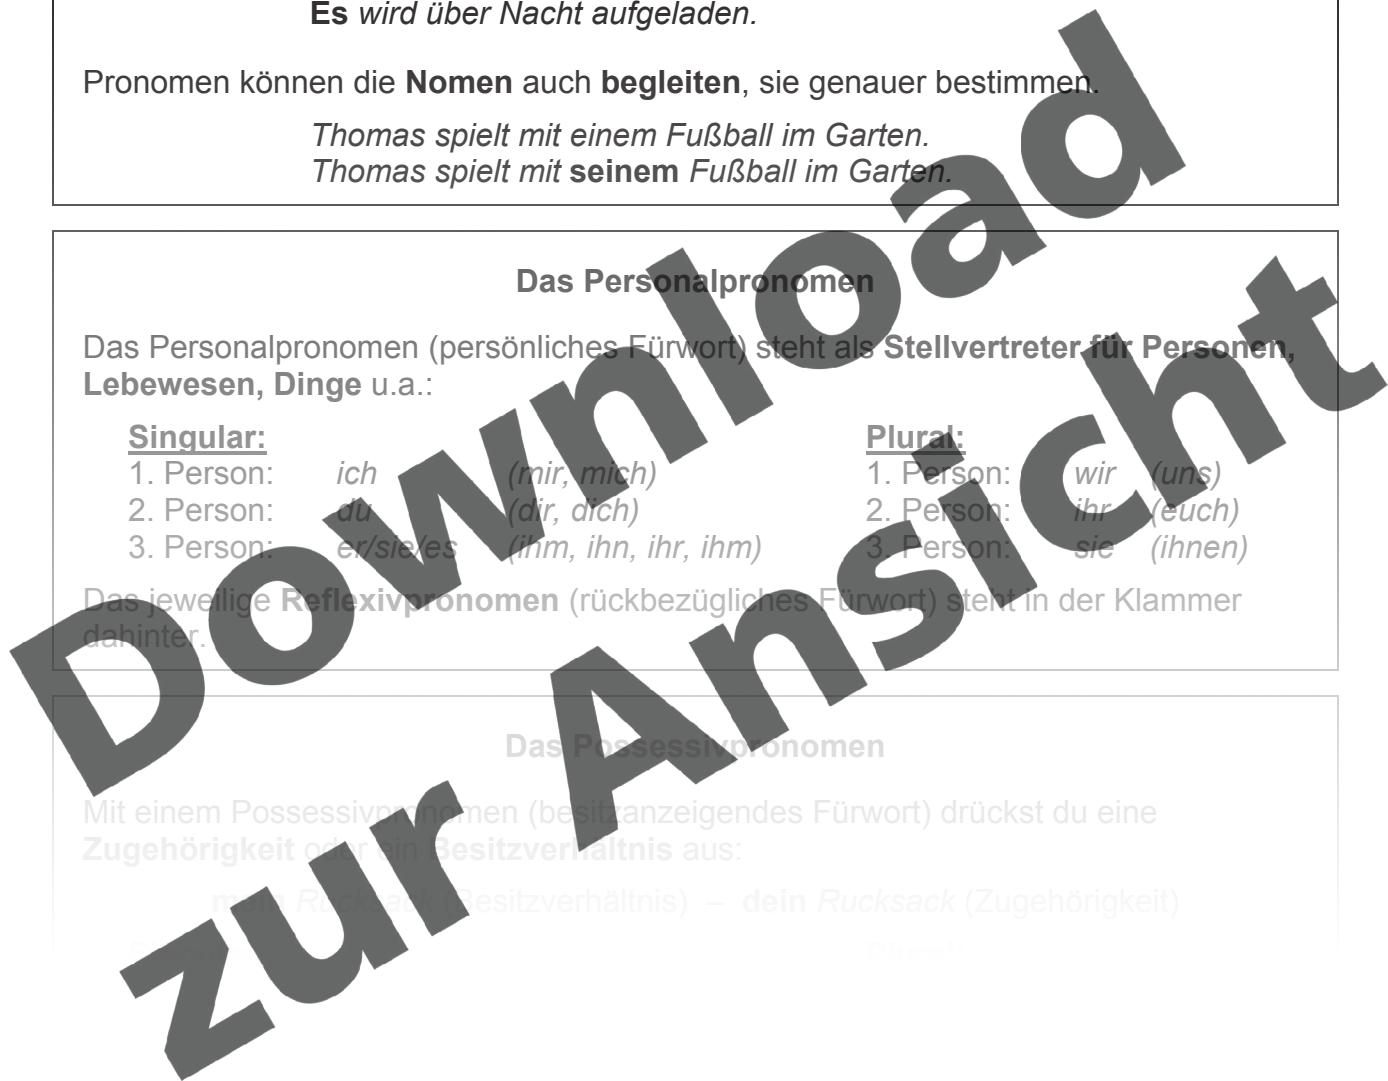 Es wird über Nacht aufgeladen.
Pronomen können die Nomen auch begleiten, sie genauer bestimmen.
Thomas spielt mit einem Fußball im Garten.
Thomas spielt mit seinem Fußball im Garten.
Das Personalpronomen
Das Personalpronomen (persönliches Fürwort) steht als Stellvertreter für Personen,
Lebewesen, Dinge u.a.:
Singular: Plural:
1. Person: ich (mir, mich) 1. Person: wir (uns)
2. Person: du (dir, dich) 2. Person: ihr (euch)
3. Person: er/sie/es (ihm, ihn, ihr, ihm) 3. Person: sie (ihnen)
Das jeweilige Reflexivpronomen (rückbezügliches Fürwort) steht in der Klammer
dahinter.
Das Possessivpronomen
Mit einem Possessivpronomen (besitzanzeigendes Fürwort) drückst du eine
Zugehörigkeit oder ein Besitzverhältnis aus:
mein Rucksack (Besitzverhältnis) – dein Rucksack (Zugehörigkeit)
Download
zur Ansicht